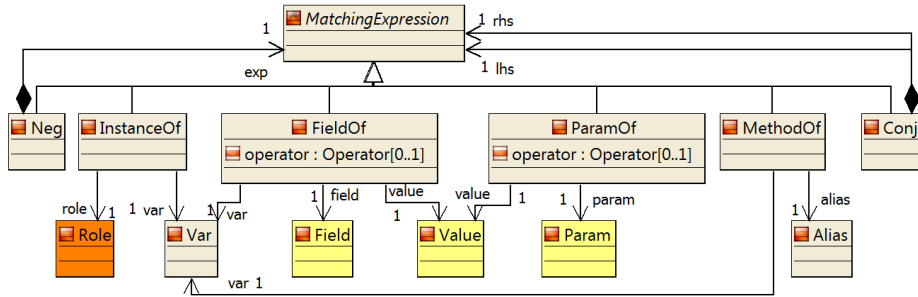 MatchingExpression
1
1 rhs
1 lhs
exp
Neg
InstanceOf
FieldOf
operator : Operator[0..1]
ParamOf
operator : Operator[0..1]
MethodOf
Conj
role 1
1 var
1 var
1 field
value 1
value 1
1 param
1 alias
Role
Var
Field
Value
Param
Alias
var 1